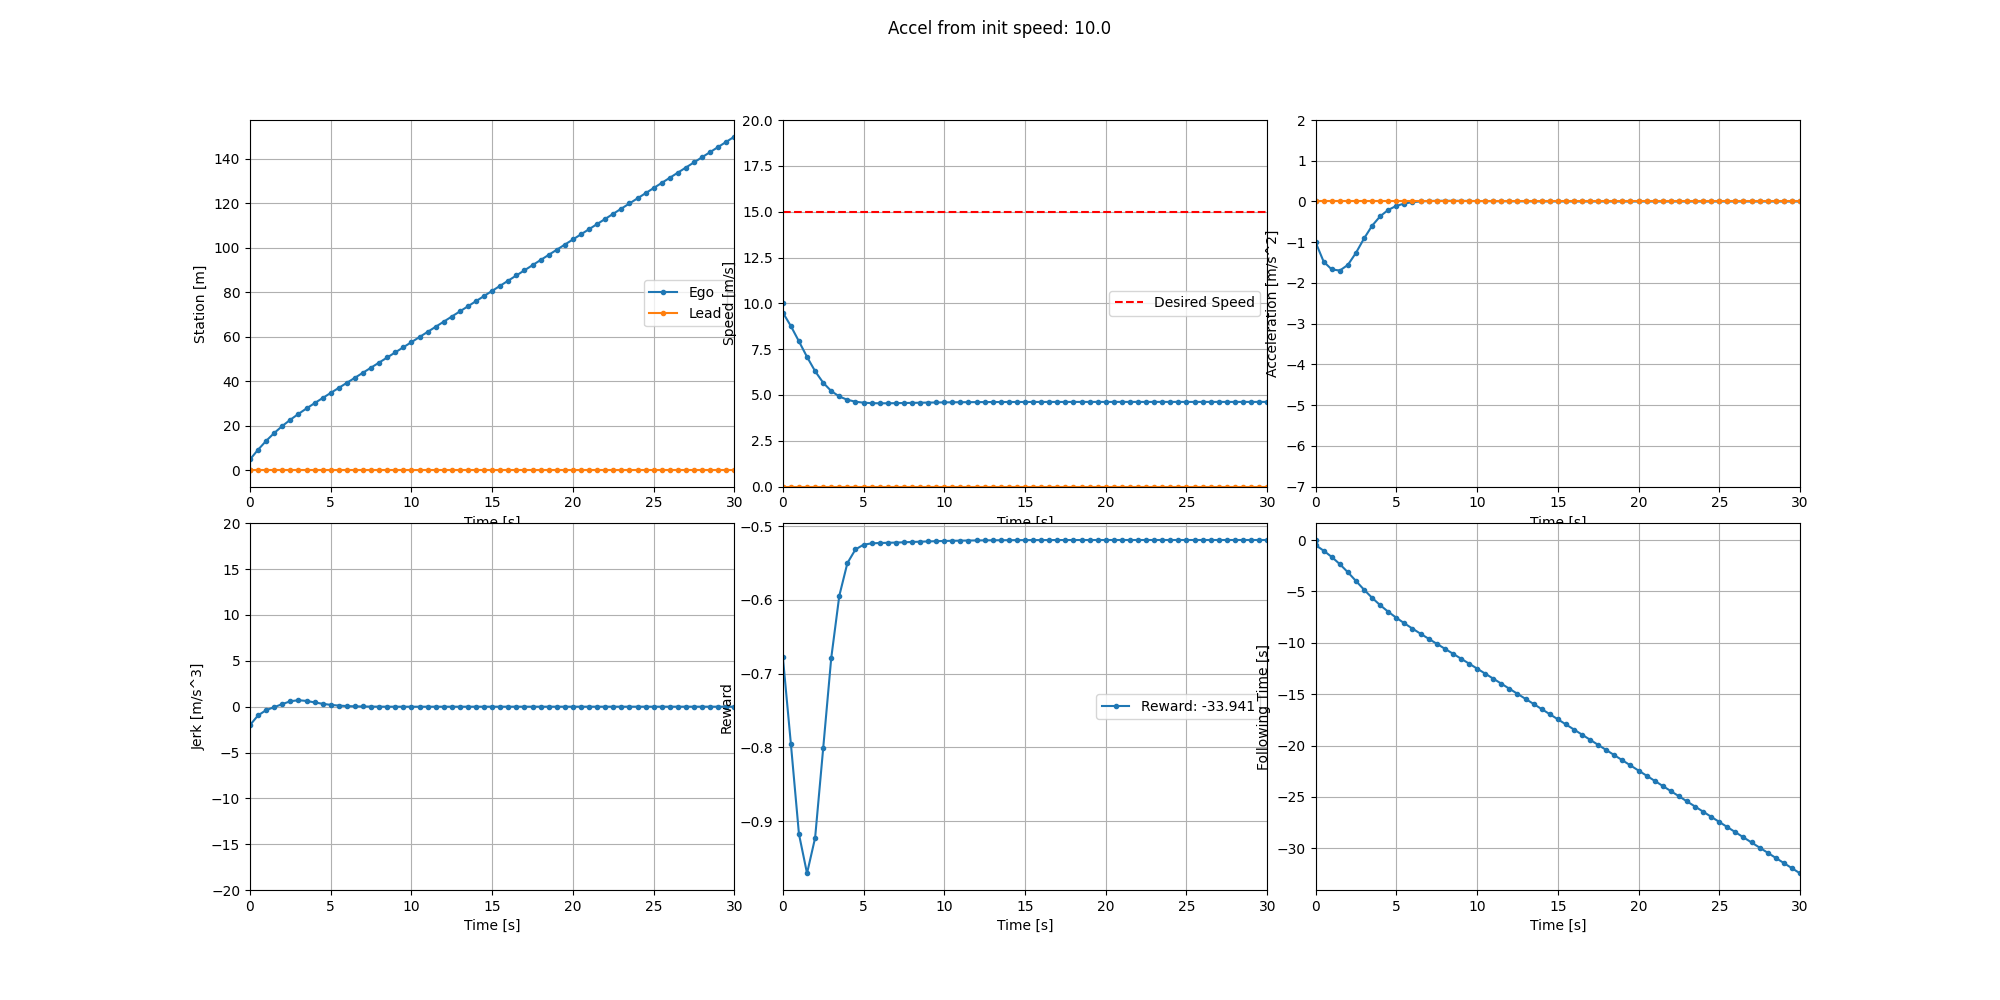 Accel from init speed: 10.0
Station [m]
140
120
100
80
60
40
20
0
0 5 10 15 20 25 30
Time [s]
Ego
Lead
Speed [m/s]
20.0
17.5
15.0
12.5
10.0
7.5
5.0
2.5
0.0
0 5 10 15 20 25 30
Time [s]
Desired Speed
Acceleration [m/s^2]
2
1
0
−1
−2
−3
−4
−5
−6
−7
0 5 10 15 20 25 30
Time [s]
Jerk [m/s^3]
20
15
10
5
0
−5
−10
−15
−20
0 5 10 15 20 25 30
Time [s]
Reward
−0.5
−0.6
−0.7
−0.8
−0.9
0 5 10 15 20 25 30
Time [s]
Reward: -33.941
Following Time [s]
0
−5
−10
−15
−20
−25
−30
0 5 10 15 20 25 30
Time [s]